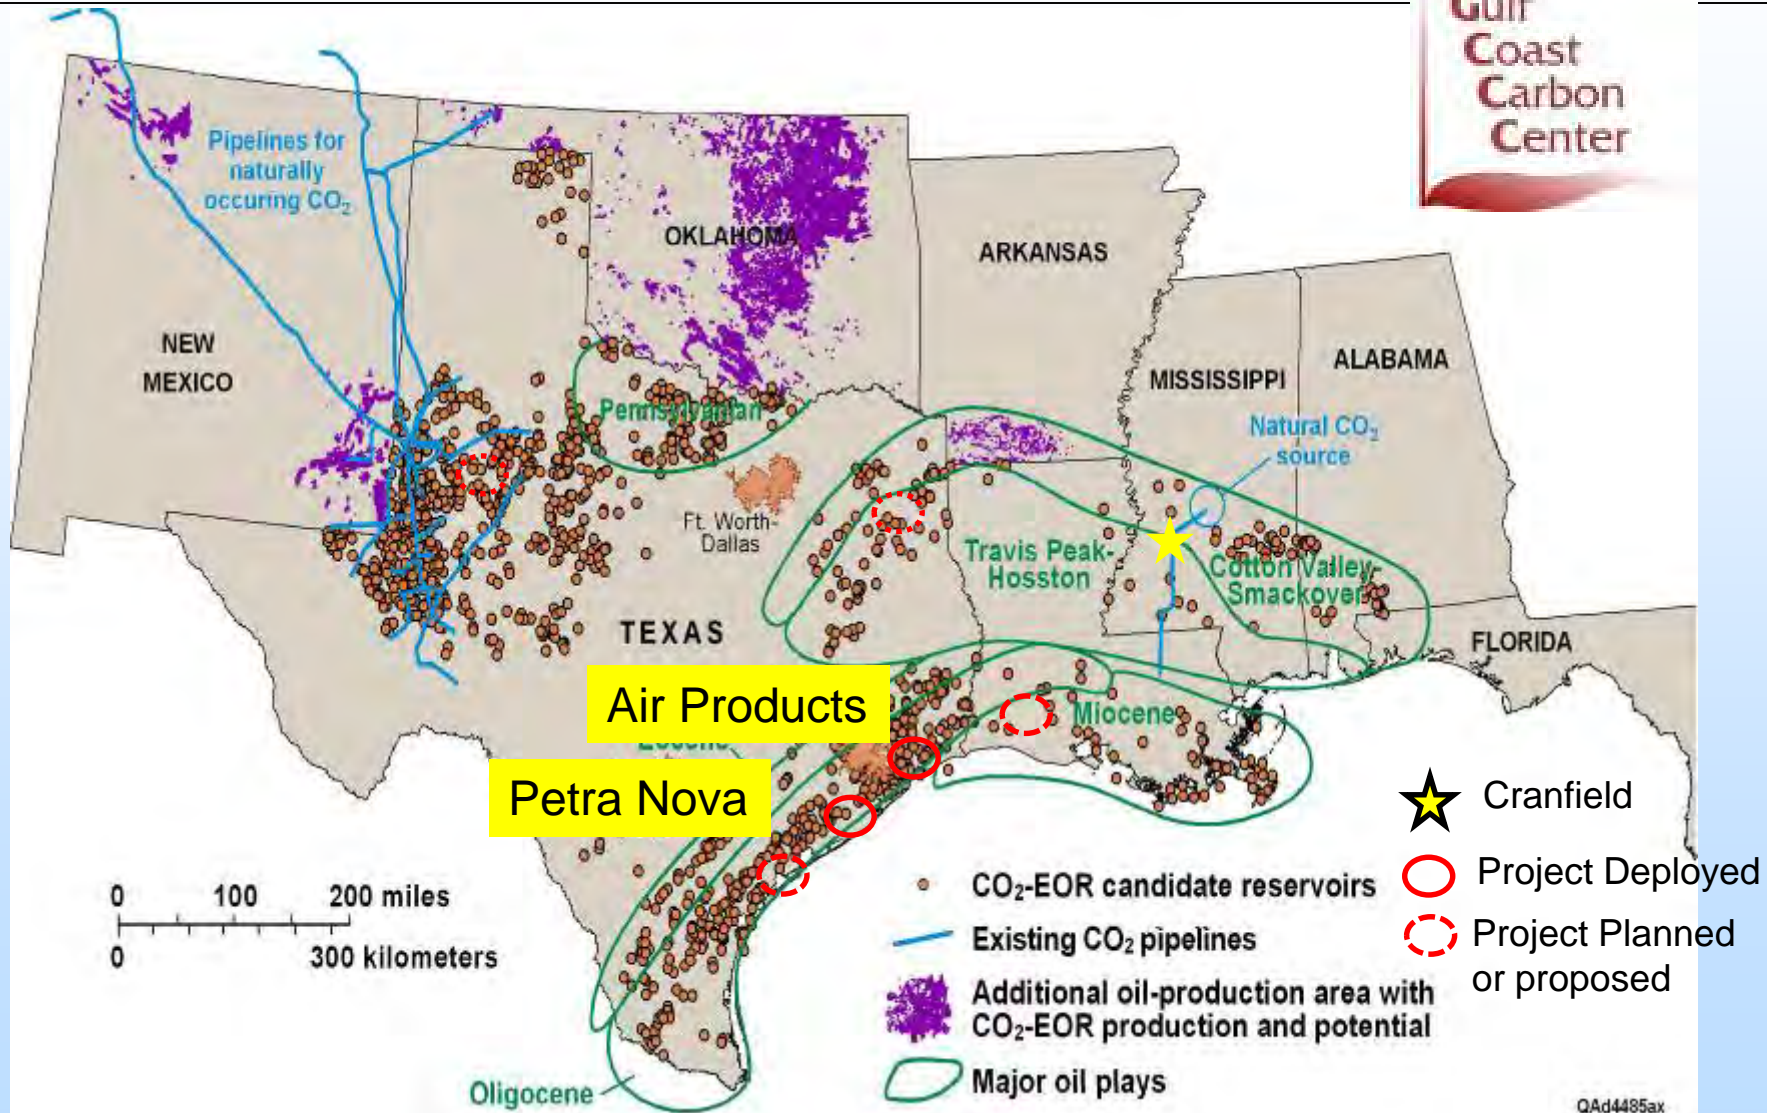 Gulf
Coast
Carbon
Center
Pipelines for
naturally
occuring CO₂
OKLAHOMA
ARKANSAS
NEW
MEXICO
MISSISSIPPI
ALABAMA
Pennsylvanian
Natural CO₂
source
Ft. Worth-
Dallas
Travis Peak-
Hosston
Cotton Valley-
Smackover
TEXAS
FLORIDA
Air Products
Miocene
Eocene
Petra Nova
Cranfield
Project Deployed
Project Planned
or proposed
0 100 200 miles
0 300 kilometers
CO₂-EOR candidate reservoirs
Existing CO₂ pipelines
Additional oil-production area with
CO₂-EOR production and potential
Major oil plays
Oligocene
QAd4485ax